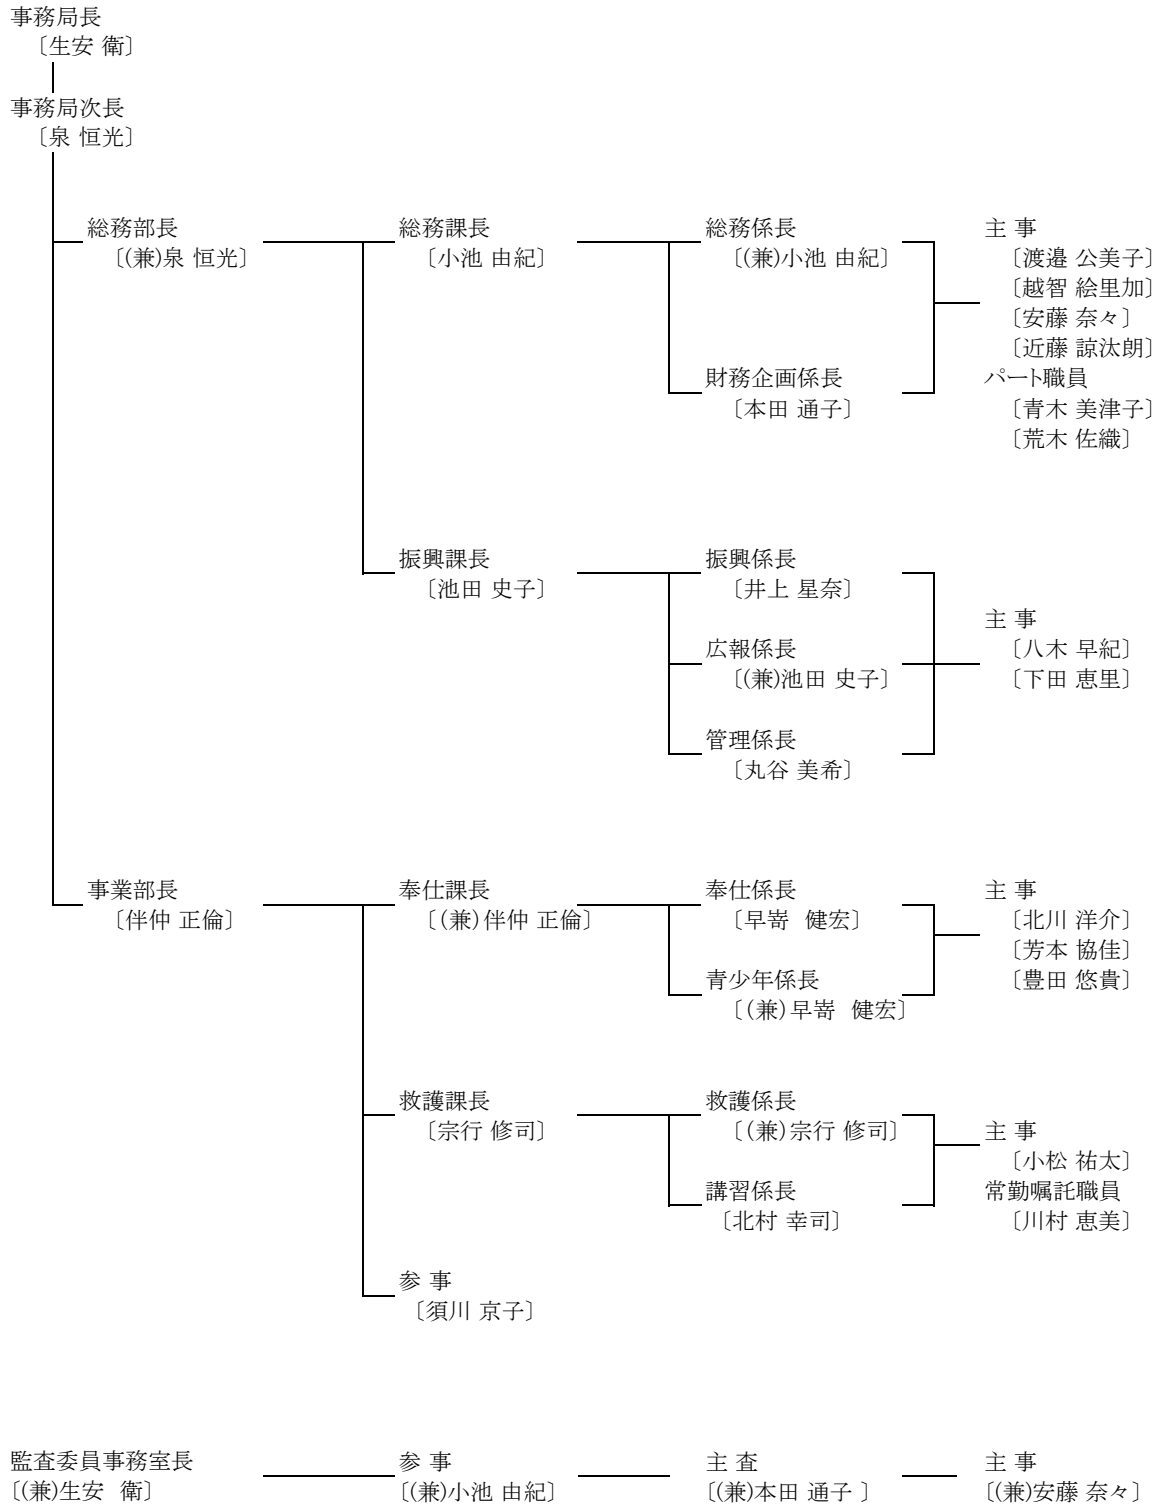 事務局長
〔生安 衛〕
事務局次長
〔泉 恒光〕
総務部長
〔(兼)泉 恒光〕
総務課長
〔小池 由紀〕
総務係長
〔(兼)小池 由紀〕
財務企画係長
〔本田 通子〕
主 事
〔渡邉 公美子〕
〔越智 絵里加〕
〔安藤 奈々〕
〔近藤 諒汰朗〕
パート職員
〔青木 美津子〕
〔荒木 佐織〕
振興課長
〔池田 史子〕
振興係長
〔井上 星奈〕
広報係長
〔(兼)池田 史子〕
管理係長
〔丸谷 美希〕
主 事
〔八木 早紀〕
〔下田 恵里〕
事業部長
〔伴仲 正倫〕
奉仕課長
〔(兼)伴仲 正倫〕
奉仕係長
〔早嵜 健宏〕
青少年係長
〔(兼)早嵜 健宏〕
主 事
〔北川 洋介〕
〔芳本 協佳〕
〔豊田 悠貴〕
救護課長
〔宗行 修司〕
救護係長
〔(兼)宗行 修司〕
講習係長
〔北村 幸司〕
主 事
〔小松 祐太〕
常勤嘱託職員
〔川村 恵美〕
参 事
〔須川 京子〕
監査委員事務室長
〔(兼)生安 衛〕
参 事
〔(兼)小池 由紀〕
主 査
〔(兼)本田 通子 〕
主 事
〔(兼)安藤 奈々〕